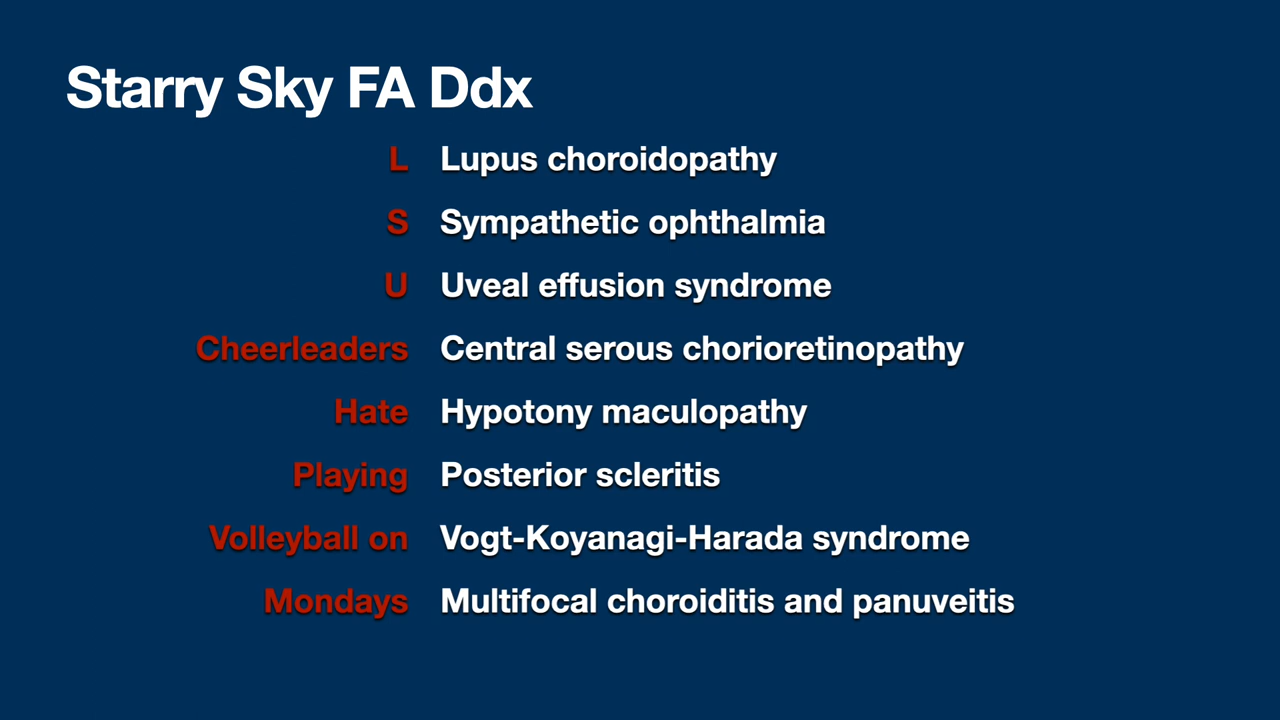 Starry Sky FA Ddx
L Lupus choroidopathy
S Sympathetic ophthalmia
U Uveal effusion syndrome
Cheerleaders Central serous chorioretinopathy
Hate Hypotony maculopathy
Playing Posterior scleritis
Volleyball on Vogt-Koyanagi-Harada syndrome
Mondays Multifocal choroiditis and panuveitis